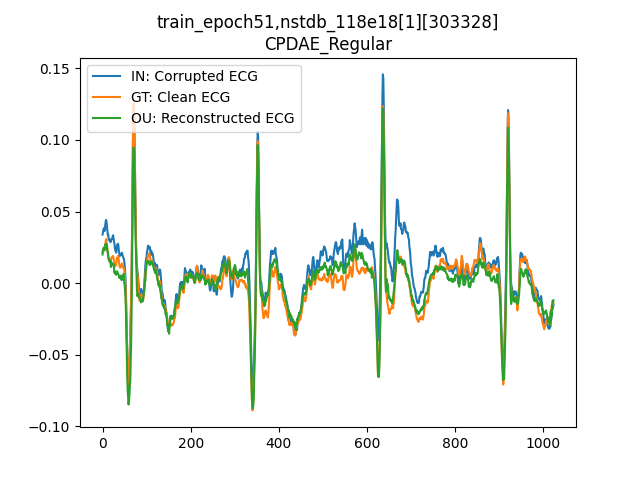 train_epoch51,nstdb_118e18[1][303328]
CPDAE_Regular
IN: Corrupted ECG
GT: Clean ECG
OU: Reconstructed ECG
0.15
0.10
0.05
0.00
−0.05
−0.10
0 200 400 600 800 1000